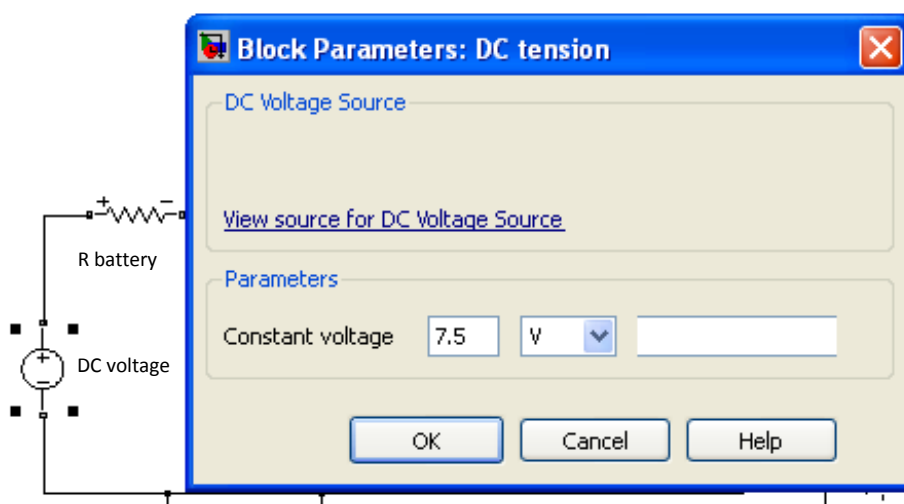 Block Parameters: DC tension
DC Voltage Source
View source for DC Voltage Source
Parameters
Constant voltage 7.5 V
OK Cancel Help
+ −
R battery
+
DC voltage
−